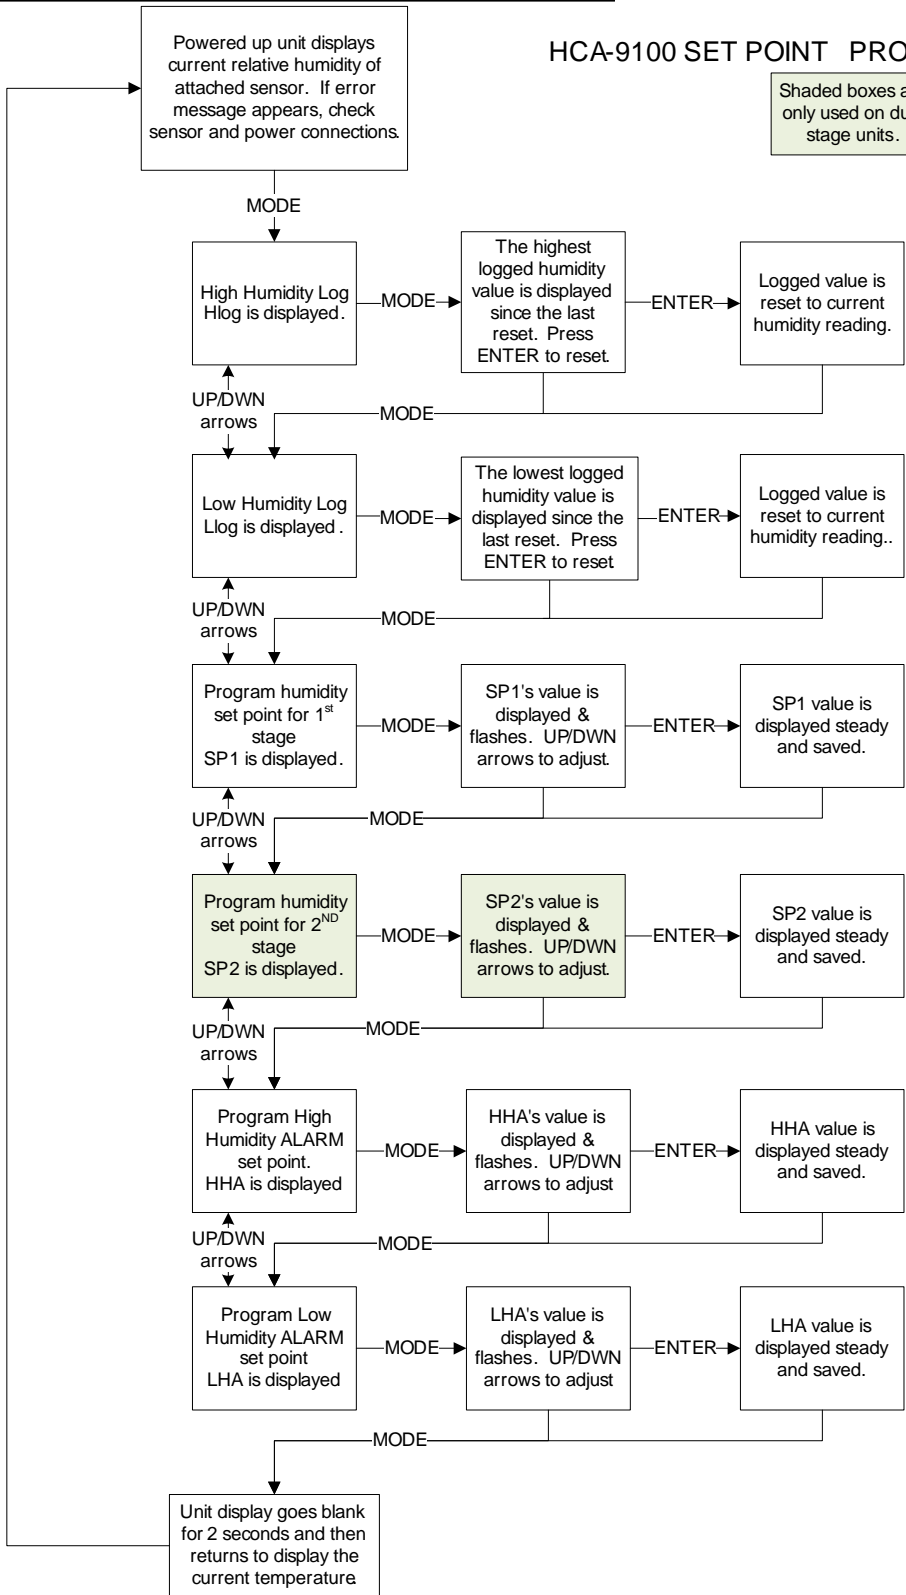 HCA-9100 SET POINT PRO
Shaded boxes a
only used on du
stage units.
Powered up unit displays
current relative humidity of
attached sensor. If error
message appears, check
sensor and power connections.
MODE
High Humidity Log
Hlog is displayed.
MODE
The highest
logged humidity
value is displayed
since the last
reset. Press
ENTER to reset.
ENTER
Logged value is
reset to current
humidity reading.
UP/DWN
arrows
MODE
Low Humidity Log
Llog is displayed .
MODE
The lowest logged
humidity value is
displayed since the
last reset. Press
ENTER to reset
ENTER
Logged value is
reset to current
humidity reading..
UP/DWN
arrows
MODE
Program humidity
set point for 1st
stage
SP1 is displayed.
MODE
SP1's value is
displayed &
flashes. UP/DWN
arrows to adjust.
ENTER
SP1 value is
displayed steady
and saved.
UP/DWN
arrows
MODE
Program humidity
set point for 2ND
stage
SP2 is displayed.
MODE
SP2's value is
displayed &
flashes. UP/DWN
arrows to adjust.
ENTER
SP2 value is
displayed steady
and saved.
UP/DWN
arrows
MODE
Program High
Humidity ALARM
set point.
HHA is displayed
MODE
HHA's value is
displayed &
flashes. UP/DWN
arrows to adjust
ENTER
HHA value is
displayed steady
and saved.
UP/DWN
arrows
MODE
Program Low
Humidity ALARM
set point
LHA is displayed
MODE
LHA's value is
displayed &
flashes. UP/DWN
arrows to adjust
ENTER
LHA value is
displayed steady
and saved.
MODE
Unit display goes blank
for 2 seconds and then
returns to display the
current temperature.